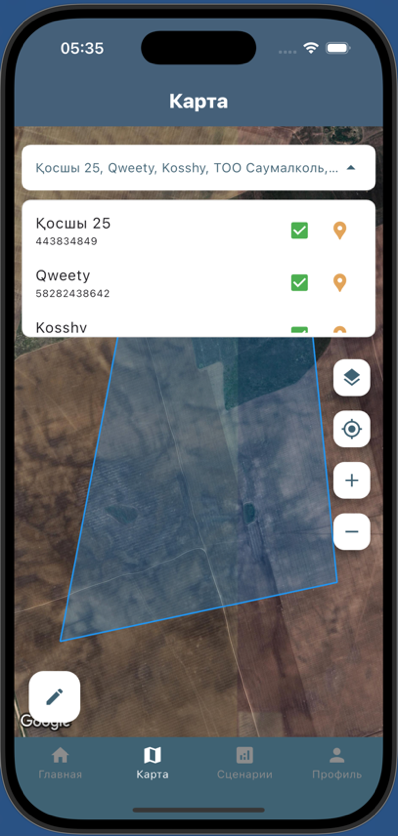 05:35
Карта
Қосшы 25, Qweety, Kosshy, ТОО Саумалколь,...
Қосшы 25
443834849
Qweety
58282438642
Kosshy
Google
Главная
Карта
Сценарии
Профиль